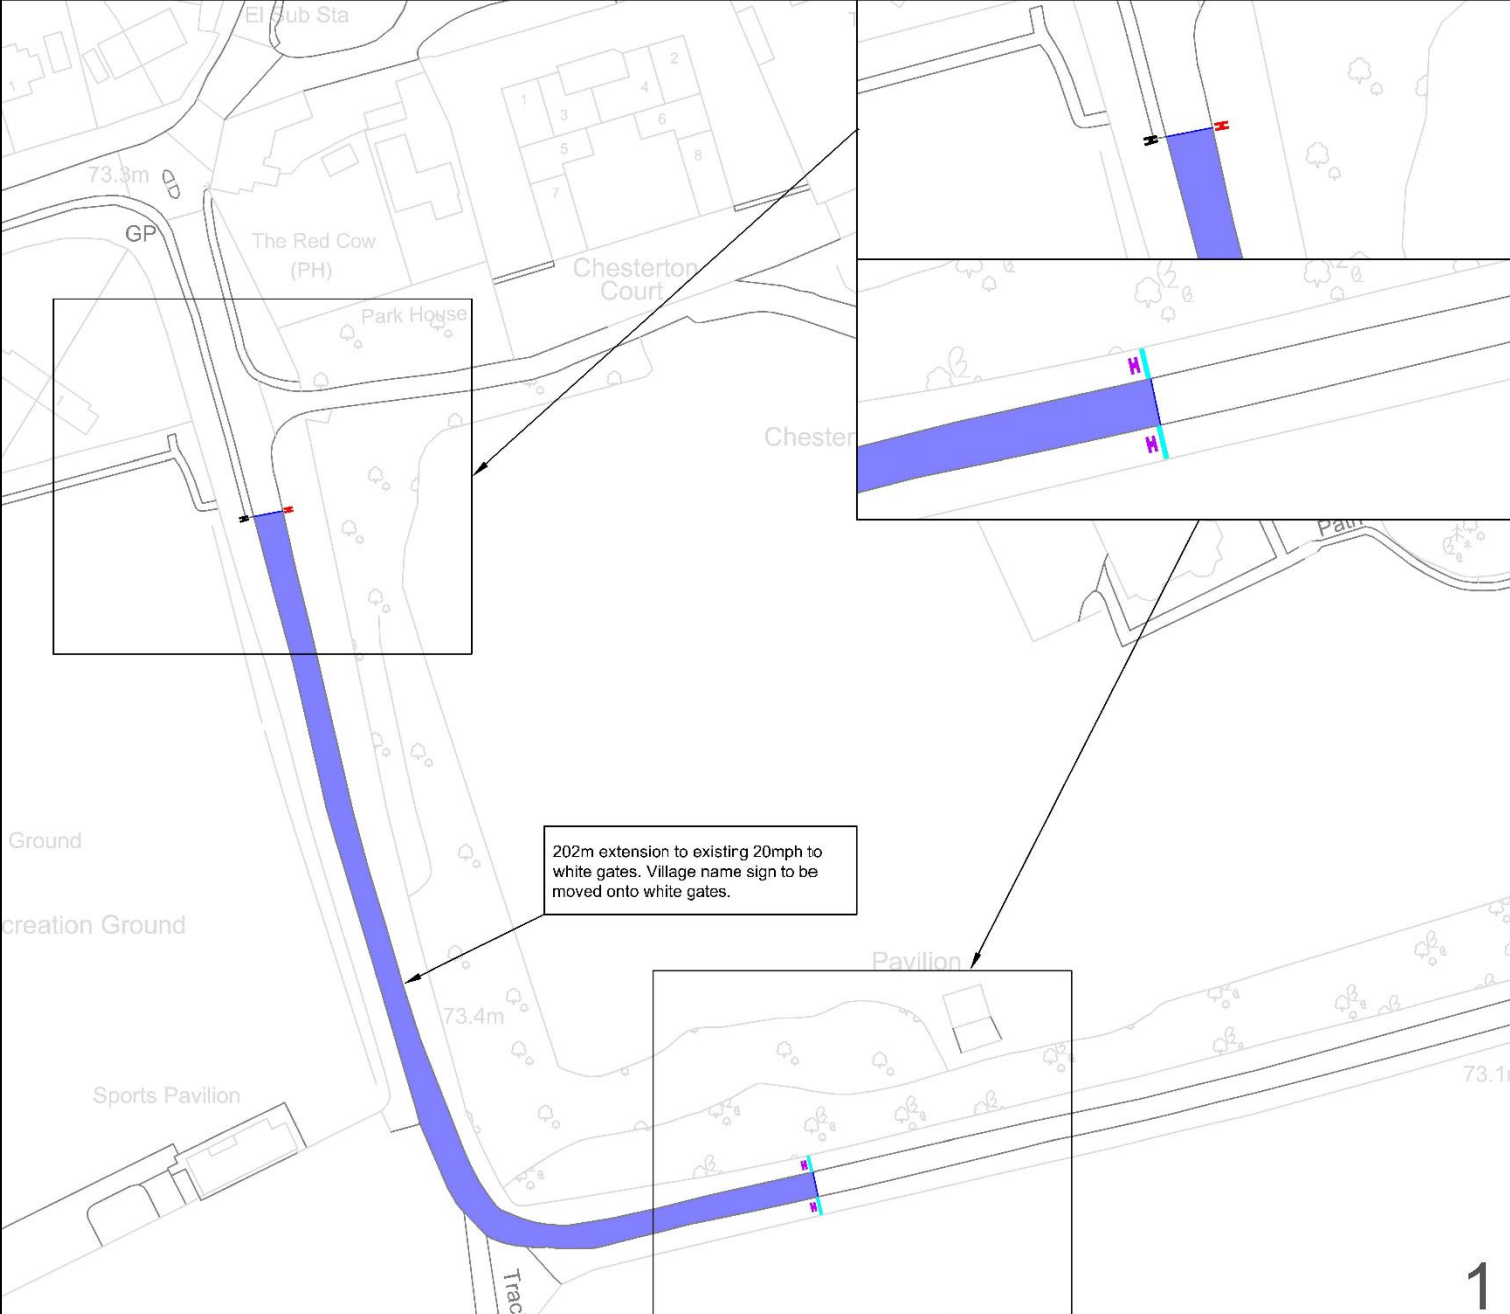 El Sub Sta
1
2
1
4
3
6
5
8
7
73.3m
GP
The Red Cow
(PH)
Chesterton
Court
Park House
1
Chester
Path
Ground
202m extension to existing 20mph to
white gates. Village name sign to be
moved onto white gates.
creation Ground
Pavilion
73.4m
Sports Pavilion
73.1
Trac
1